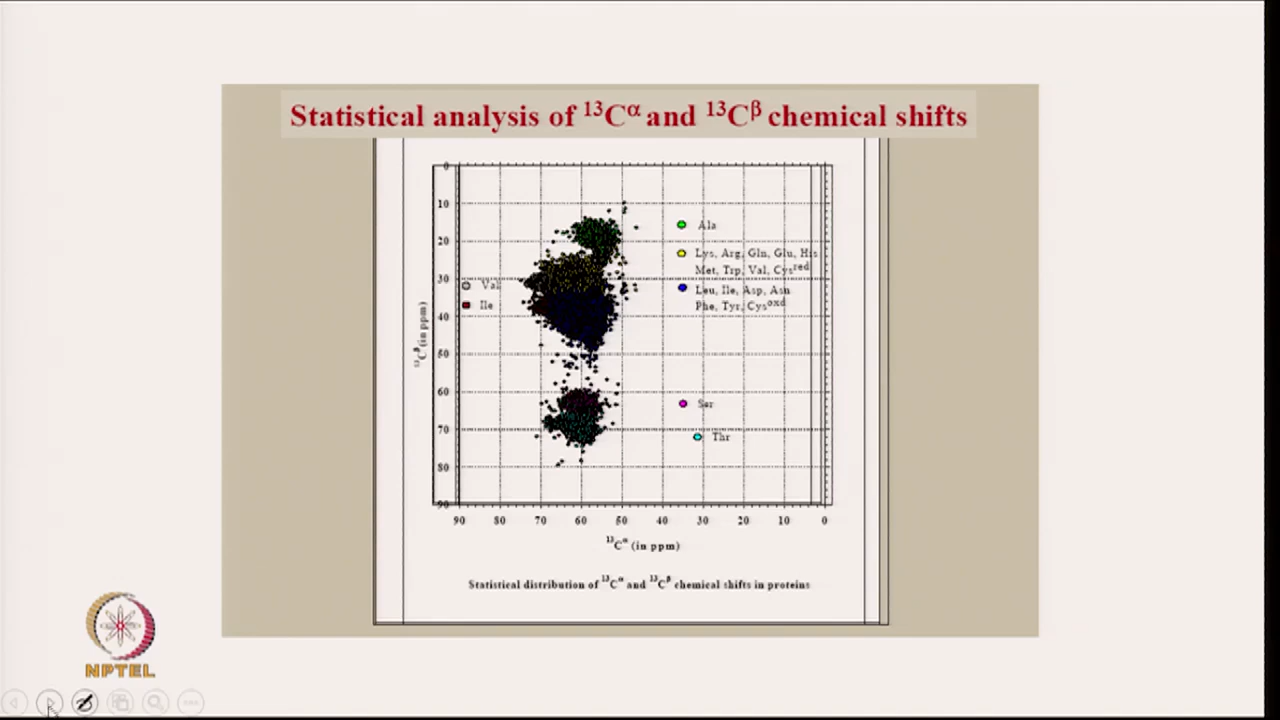 Statistical analysis of ¹³Cᵅ and ¹³Cᵝ chemical shifts
0
10
20
30
40
50
60
70
80
90
¹³Cᵝ (in ppm)
Val
Ile
Ala
Lys, Arg, Gln, Glu, His
Met, Trp, Val, Cysʳᵉᵈ
Leu, Ile, Asp, Asn
Phe, Tyr, Cysᵒˣᵈ
Ser
Thr
90 80 70 60 50 40 30 20 10 0
¹³Cᵅ (in ppm)
Statistical distribution of ¹³Cᵅ and ¹³Cᵝ chemical shifts in proteins
NPTEL